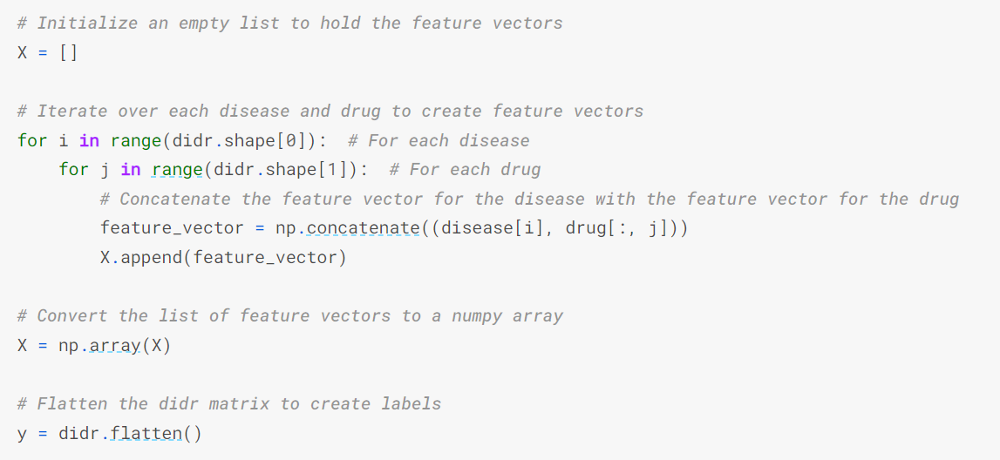 # Initialize an empty list to hold the feature vectors
X = []
# Iterate over each disease and drug to create feature vectors
for i in range(didr.shape[0]):  # For each disease
    for j in range(didr.shape[1]):  # For each drug
        # Concatenate the feature vector for the disease with the feature vector for the drug
        feature_vector = np.concatenate((disease[i], drug[:, j]))
        X.append(feature_vector)
# Convert the list of feature vectors to a numpy array
X = np.array(X)
# Flatten the didr matrix to create labels
y = didr.flatten()